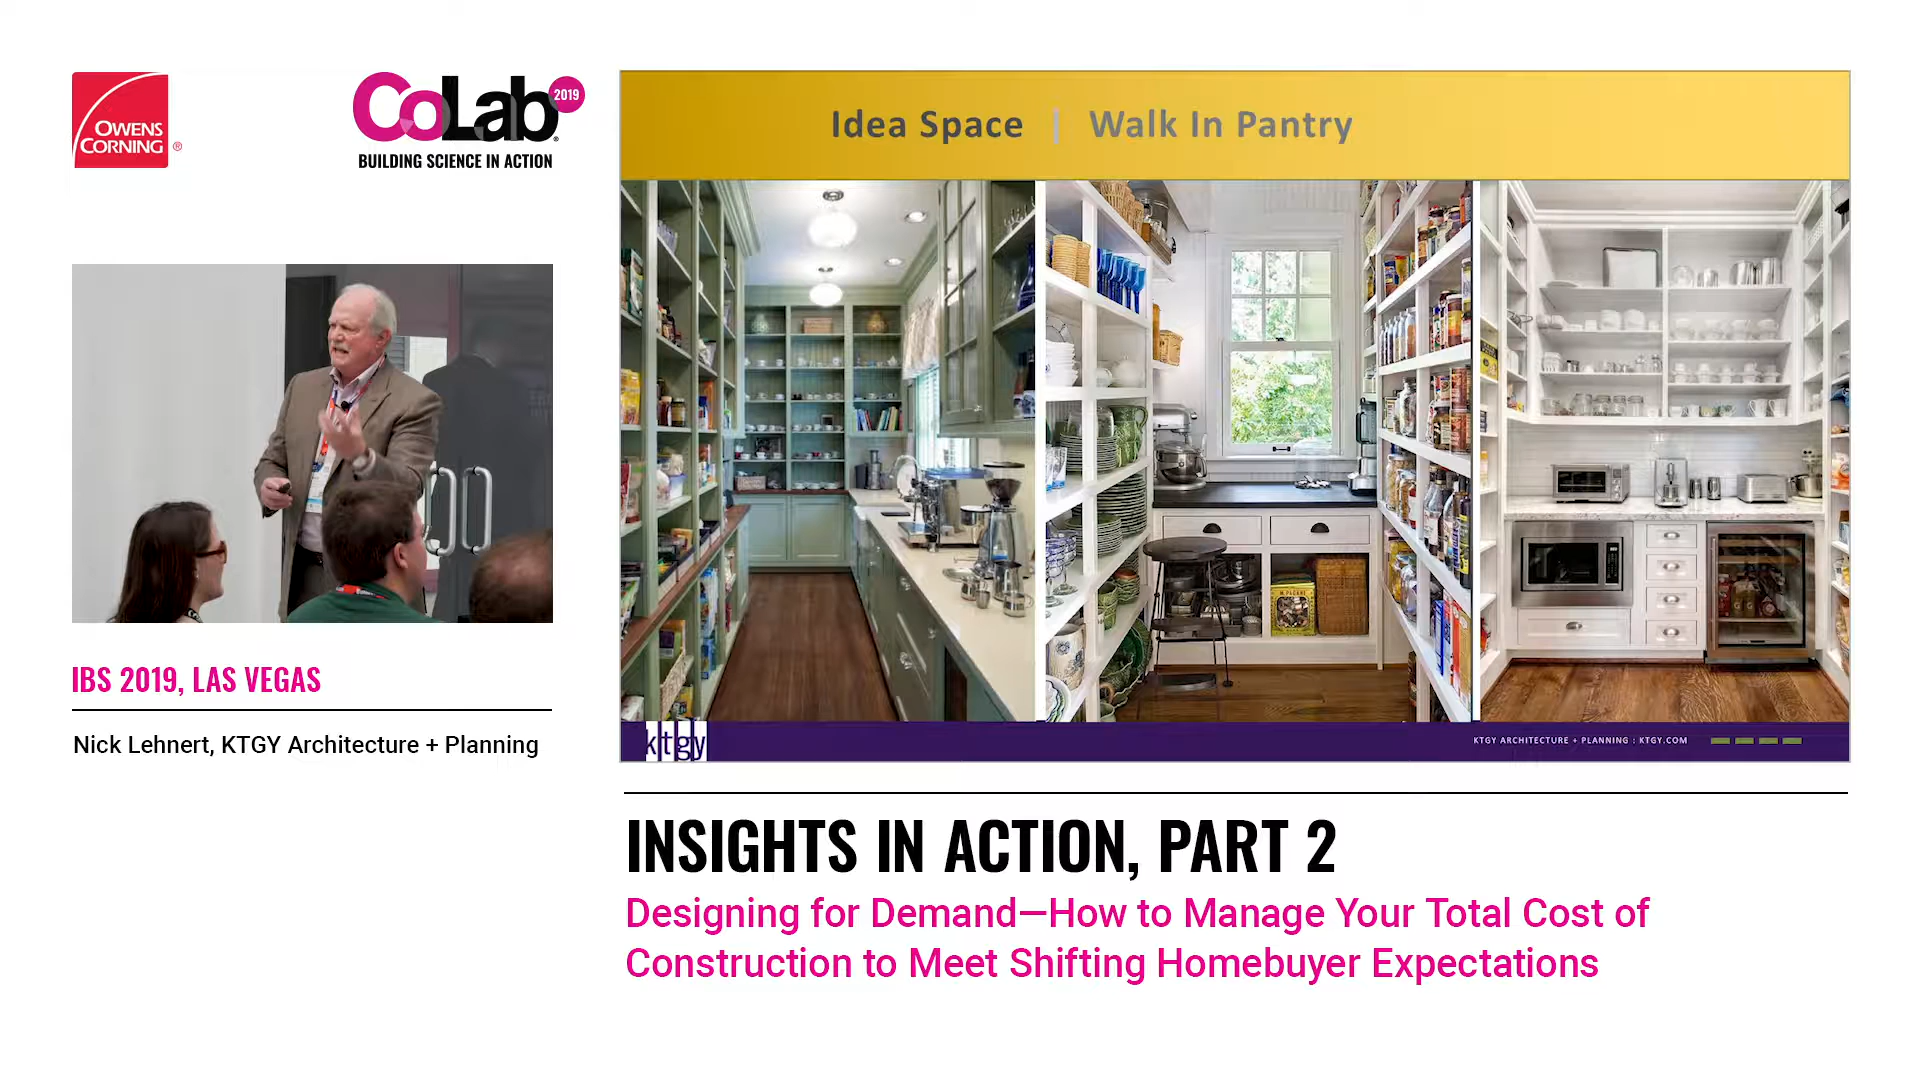 OWENS
CORNING ®
CoLab 2019
BUILDING SCIENCE IN ACTION
Idea Space | Walk In Pantry
ktgy
KTGY ARCHITECTURE + PLANNING : KTGY.COM
IBS 2019, LAS VEGAS
Nick Lehnert, KTGY Architecture + Planning
INSIGHTS IN ACTION, PART 2
Designing for Demand—How to Manage Your Total Cost of
Construction to Meet Shifting Homebuyer Expectations